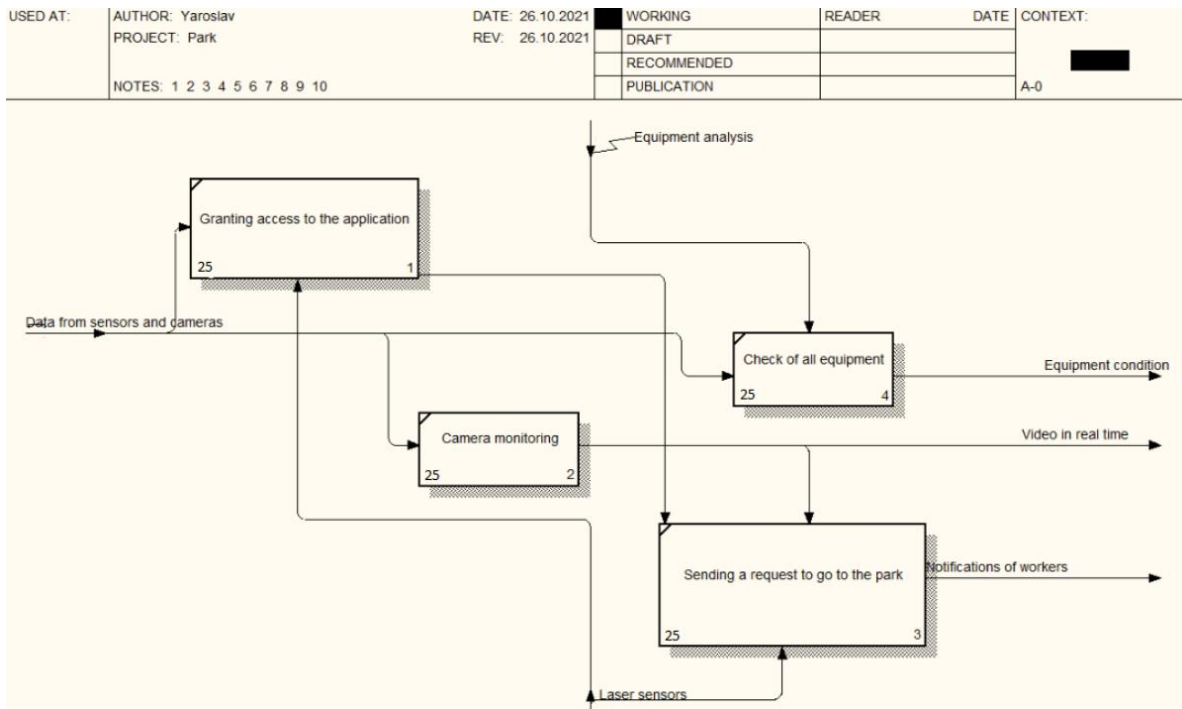 USED AT:
AUTHOR: Yaroslav
DATE: 26.10.2021
WORKING
READER
DATE
CONTEXT:
PROJECT: Park
REV: 26.10.2021
DRAFT
RECOMMENDED
NOTES: 1 2 3 4 5 6 7 8 9 10
PUBLICATION
A-0
Equipment analysis
Granting access to the application
25
1
Data from sensors and cameras
Check of all equipment
25
4
Equipment condition
Camera monitoring
25
2
Video in real time
Sending a request to go to the park
25
3
Notifications of workers
Laser sensors